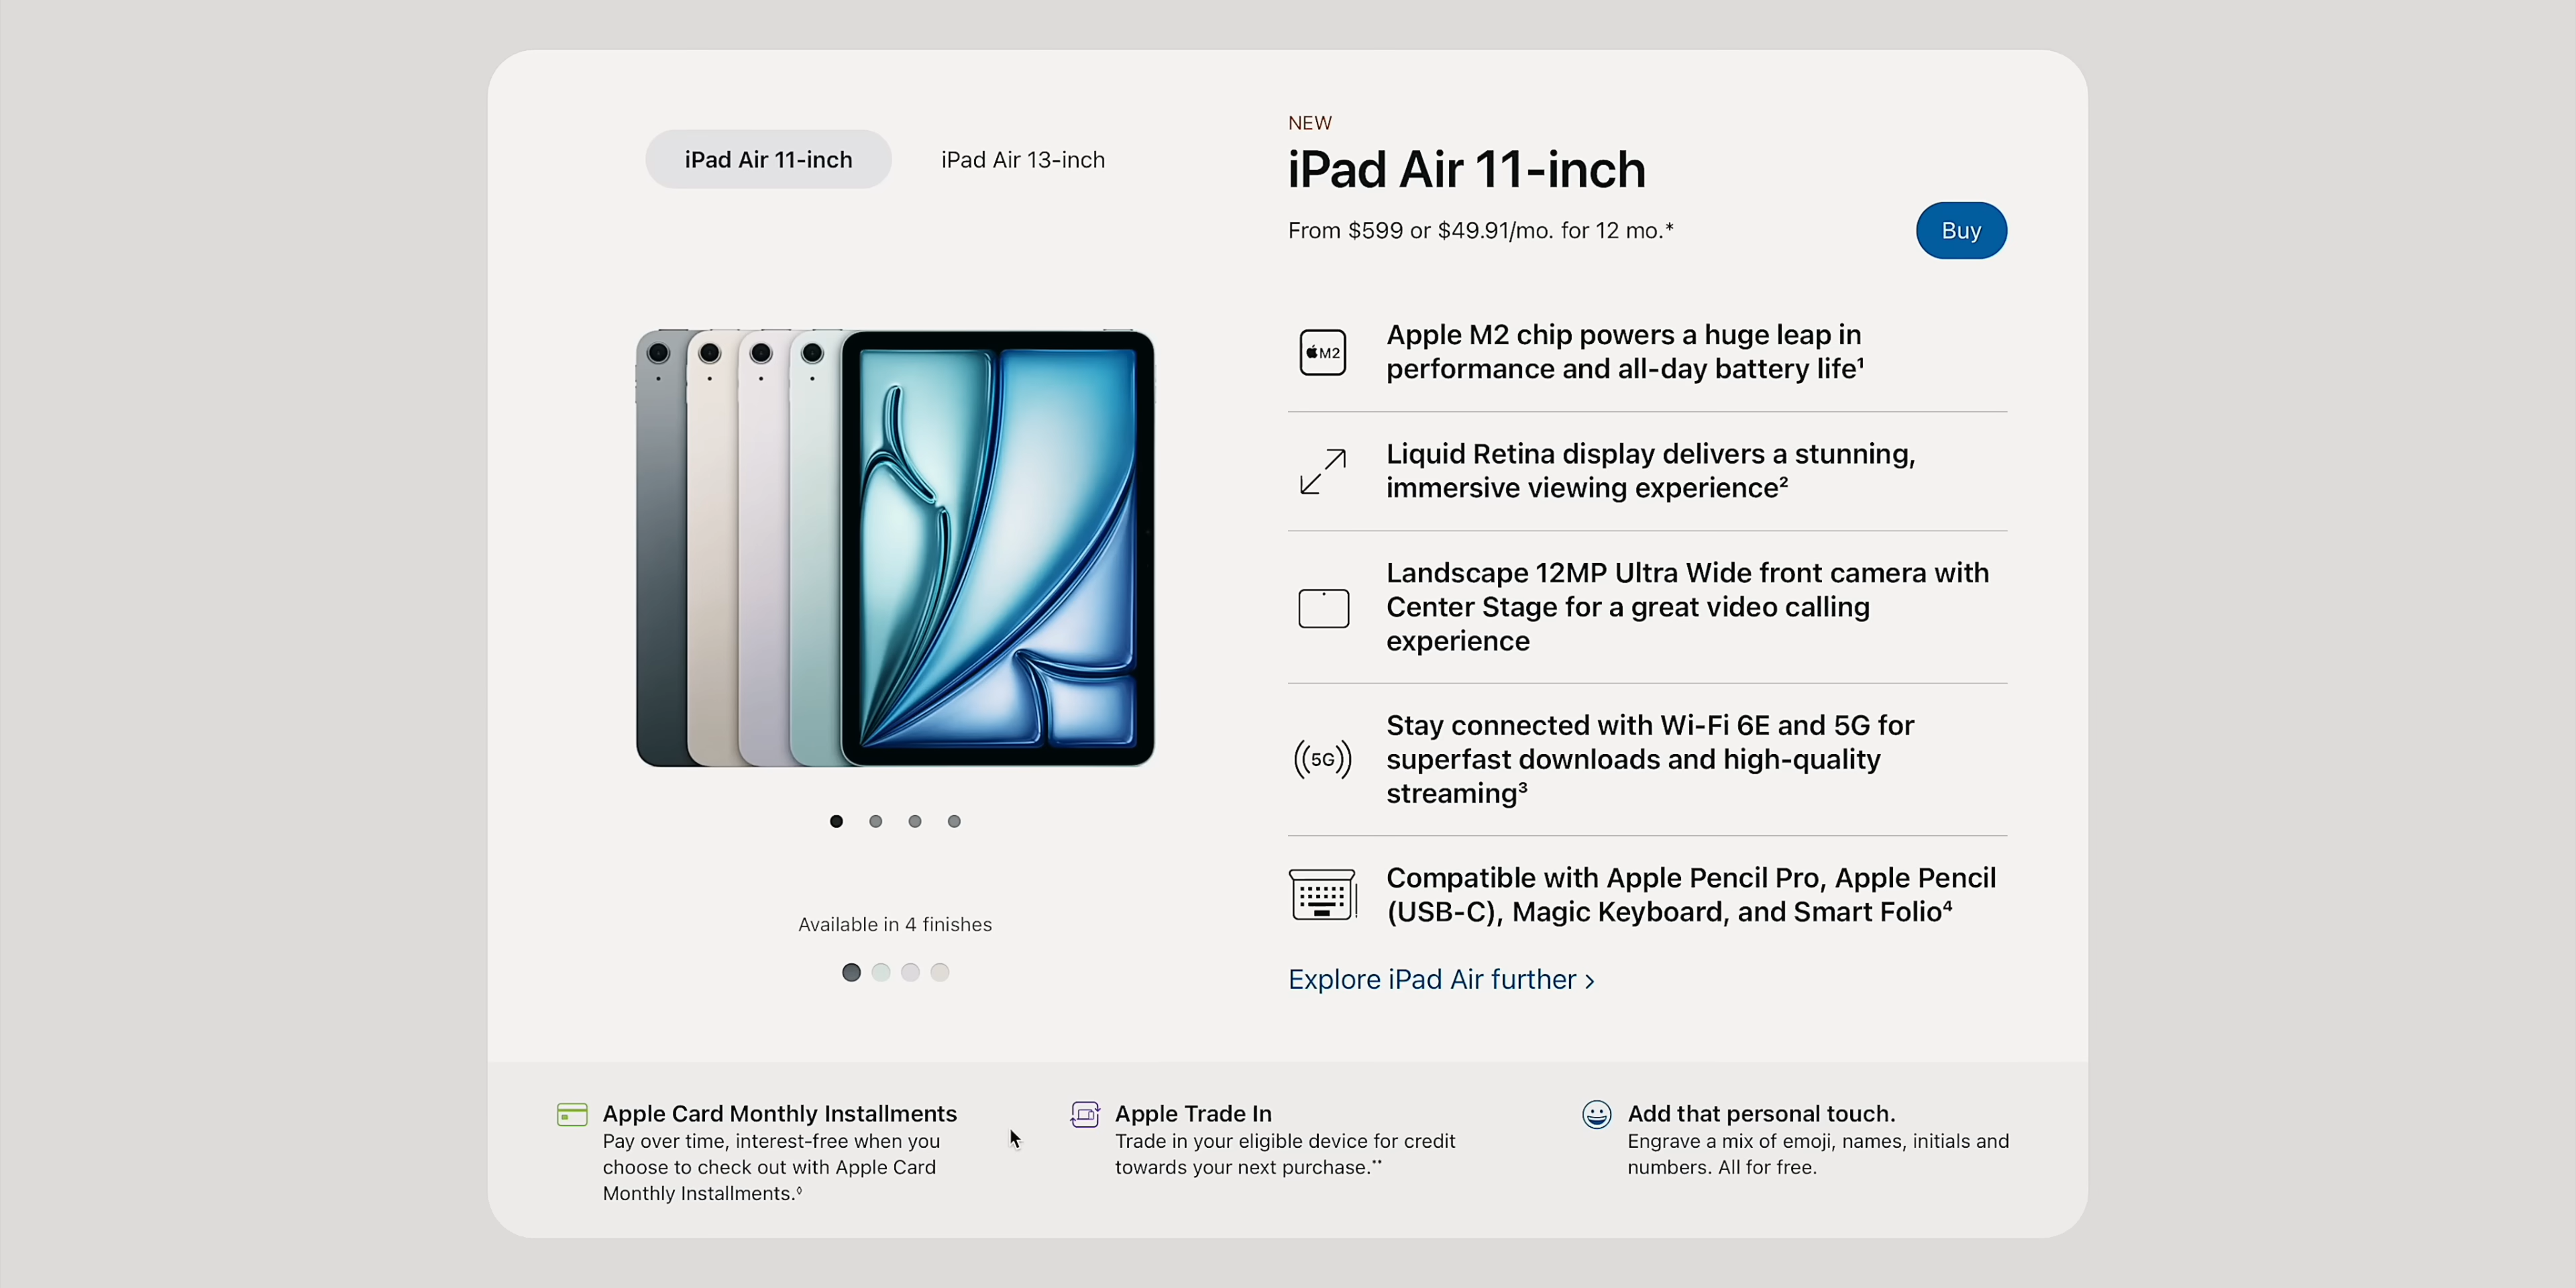 iPad Air 11-inch
iPad Air 13-inch
NEW
iPad Air 11-inch
From $599 or $49.91/mo. for 12 mo.*
Buy
M2
Apple M2 chip powers a huge leap in
performance and all-day battery life¹
Liquid Retina display delivers a stunning,
immersive viewing experience²
Landscape 12MP Ultra Wide front camera with
Center Stage for a great video calling
experience
5G
Stay connected with Wi-Fi 6E and 5G for
superfast downloads and high-quality
streaming³
Compatible with Apple Pencil Pro, Apple Pencil
(USB-C), Magic Keyboard, and Smart Folio⁴
Explore iPad Air further >
Available in 4 finishes
Apple Card Monthly Installments
Pay over time, interest-free when you
choose to check out with Apple Card
Monthly Installments.◊
Apple Trade In
Trade in your eligible device for credit
towards your next purchase.**
Add that personal touch.
Engrave a mix of emoji, names, initials and
numbers. All for free.